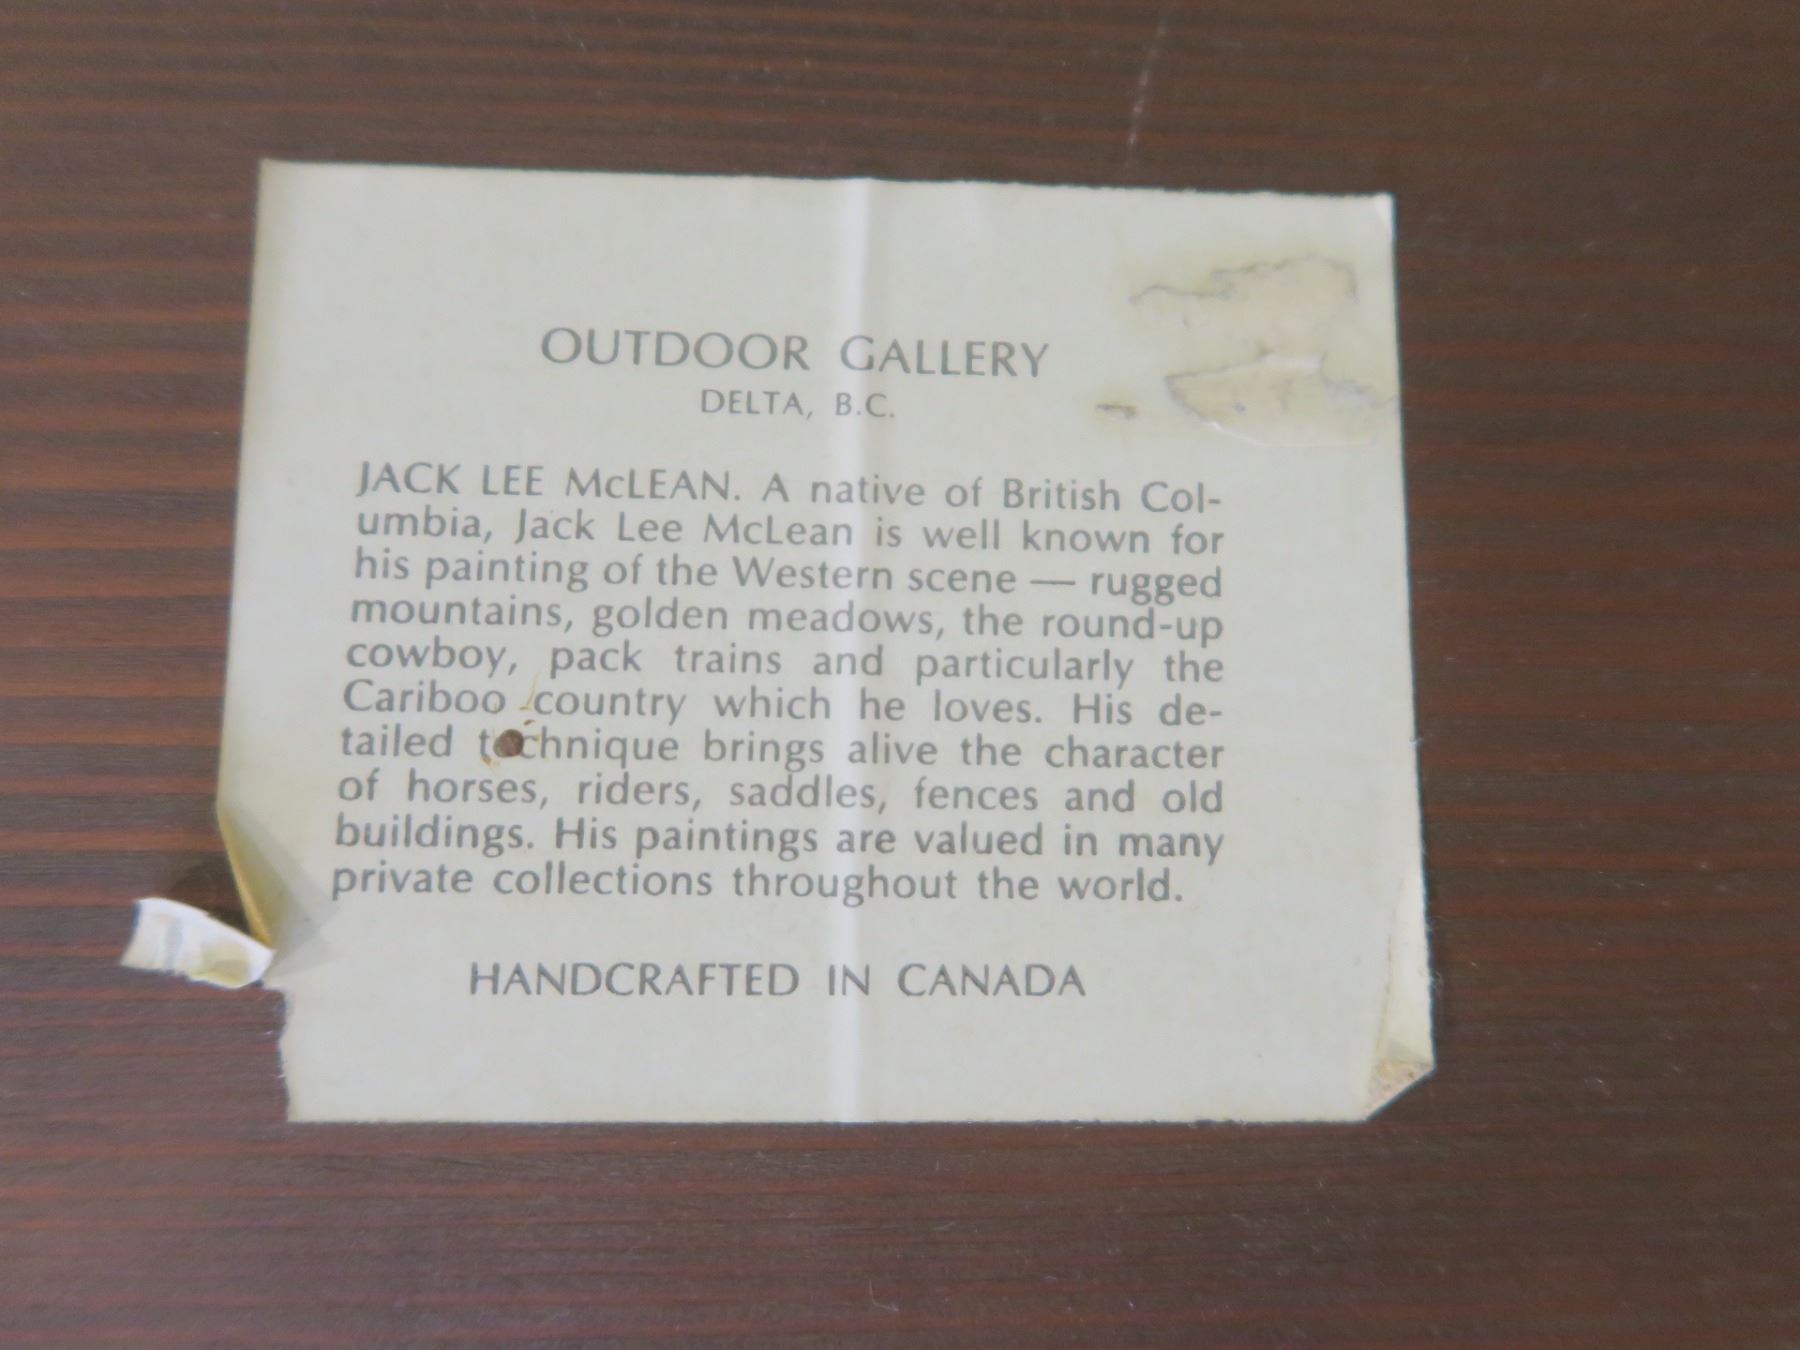 OUTDOOR GALLERY
DELTA, B.C.
JACK LEE McLEAN. A native of British Col-
umbia, Jack Lee McLean is well known for
his painting of the Western scene — rugged
mountains, golden meadows, the round-up
cowboy, pack trains and particularly the
Cariboo country which he loves. His de-
tailed technique brings alive the character
of horses, riders, saddles, fences and old
buildings. His paintings are valued in many
private collections throughout the world.
HANDCRAFTED IN CANADA